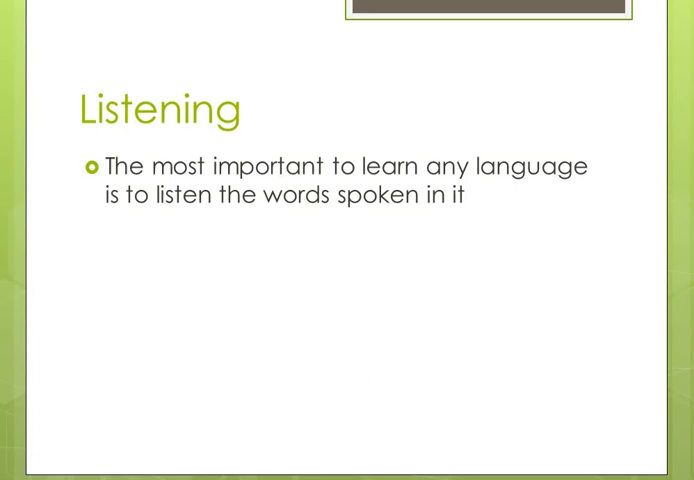 Listening
The most important to learn any language
is to listen the words spoken in it